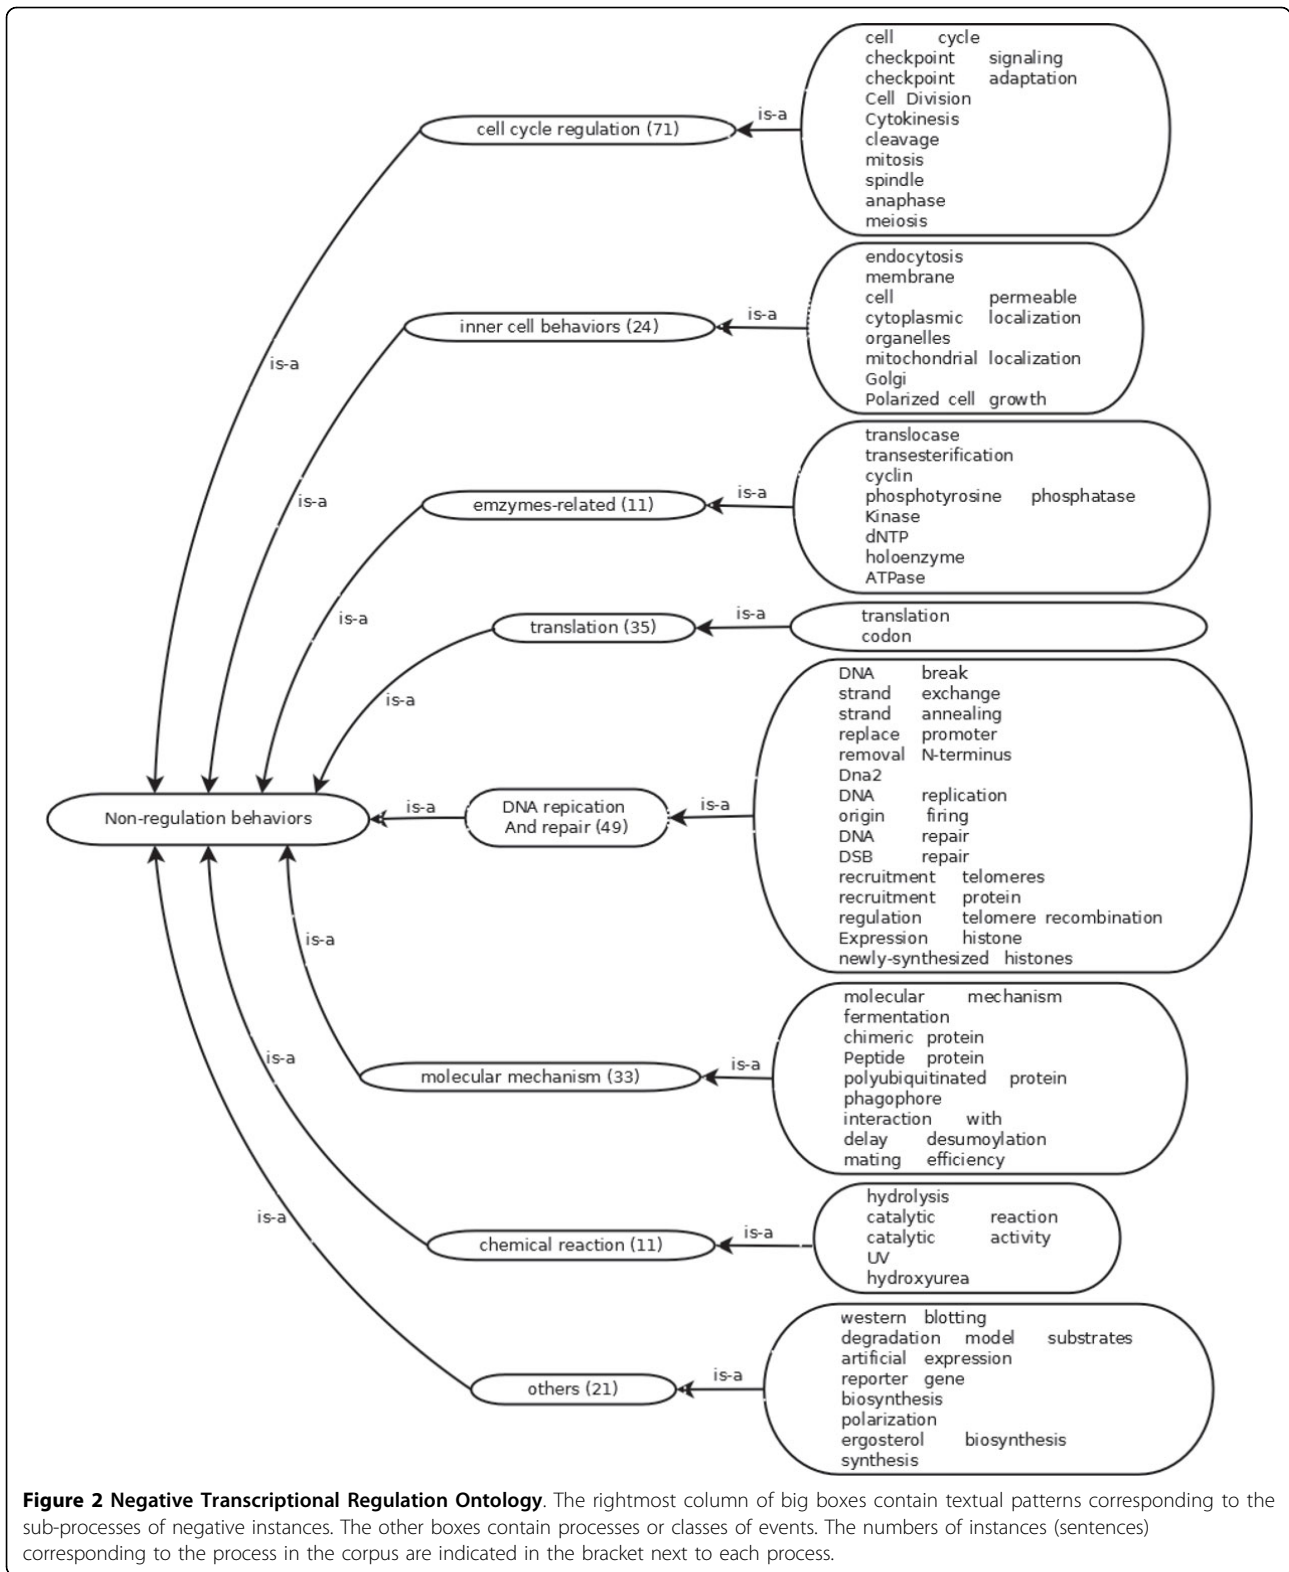 cell cycle
checkpoint signaling
checkpoint adaptation
Cell Division
Cytokinesis
cleavage
mitosis
spindle
anaphase
meiosis
is-a
cell cycle regulation (71)
is-a
endocytosis
membrane
cell permeable
cytoplasmic localization
organelles
mitochondrial localization
Golgi
Polarized cell growth
is-a
inner cell behaviors (24)
is-a
translocase
transesterification
cyclin
phosphotyrosine phosphatase
Kinase
dNTP
holoenzyme
ATPase
is-a
emzymes-related (11)
is-a
translation
codon
is-a
translation (35)
is-a
DNA break
strand exchange
strand annealing
replace promoter
removal N-terminus
Dna2
DNA replication
origin firing
DNA repair
DSB repair
recruitment telomeres
recruitment protein
regulation telomere recombination
Expression histone
newly-synthesized histones
is-a
DNA repication
And repair (49)
is-a
Non-regulation behaviors
is-a
molecular mechanism
fermentation
chimeric protein
Peptide protein
polyubiquitinated protein
phagophore
interaction with
delay desumoylation
mating efficiency
is-a
molecular mechanism (33)
is-a
hydrolysis
catalytic reaction
catalytic activity
UV
hydroxyurea
is-a
chemical reaction (11)
is-a
western blotting
degradation model substrates
artificial expression
reporter gene
biosynthesis
polarization
ergosterol biosynthesis
synthesis
is-a
others (21)
Figure 2 Negative Transcriptional Regulation Ontology. The rightmost column of big boxes contain textual patterns corresponding to the
sub-processes of negative instances. The other boxes contain processes or classes of events. The numbers of instances (sentences)
corresponding to the process in the corpus are indicated in the bracket next to each process.